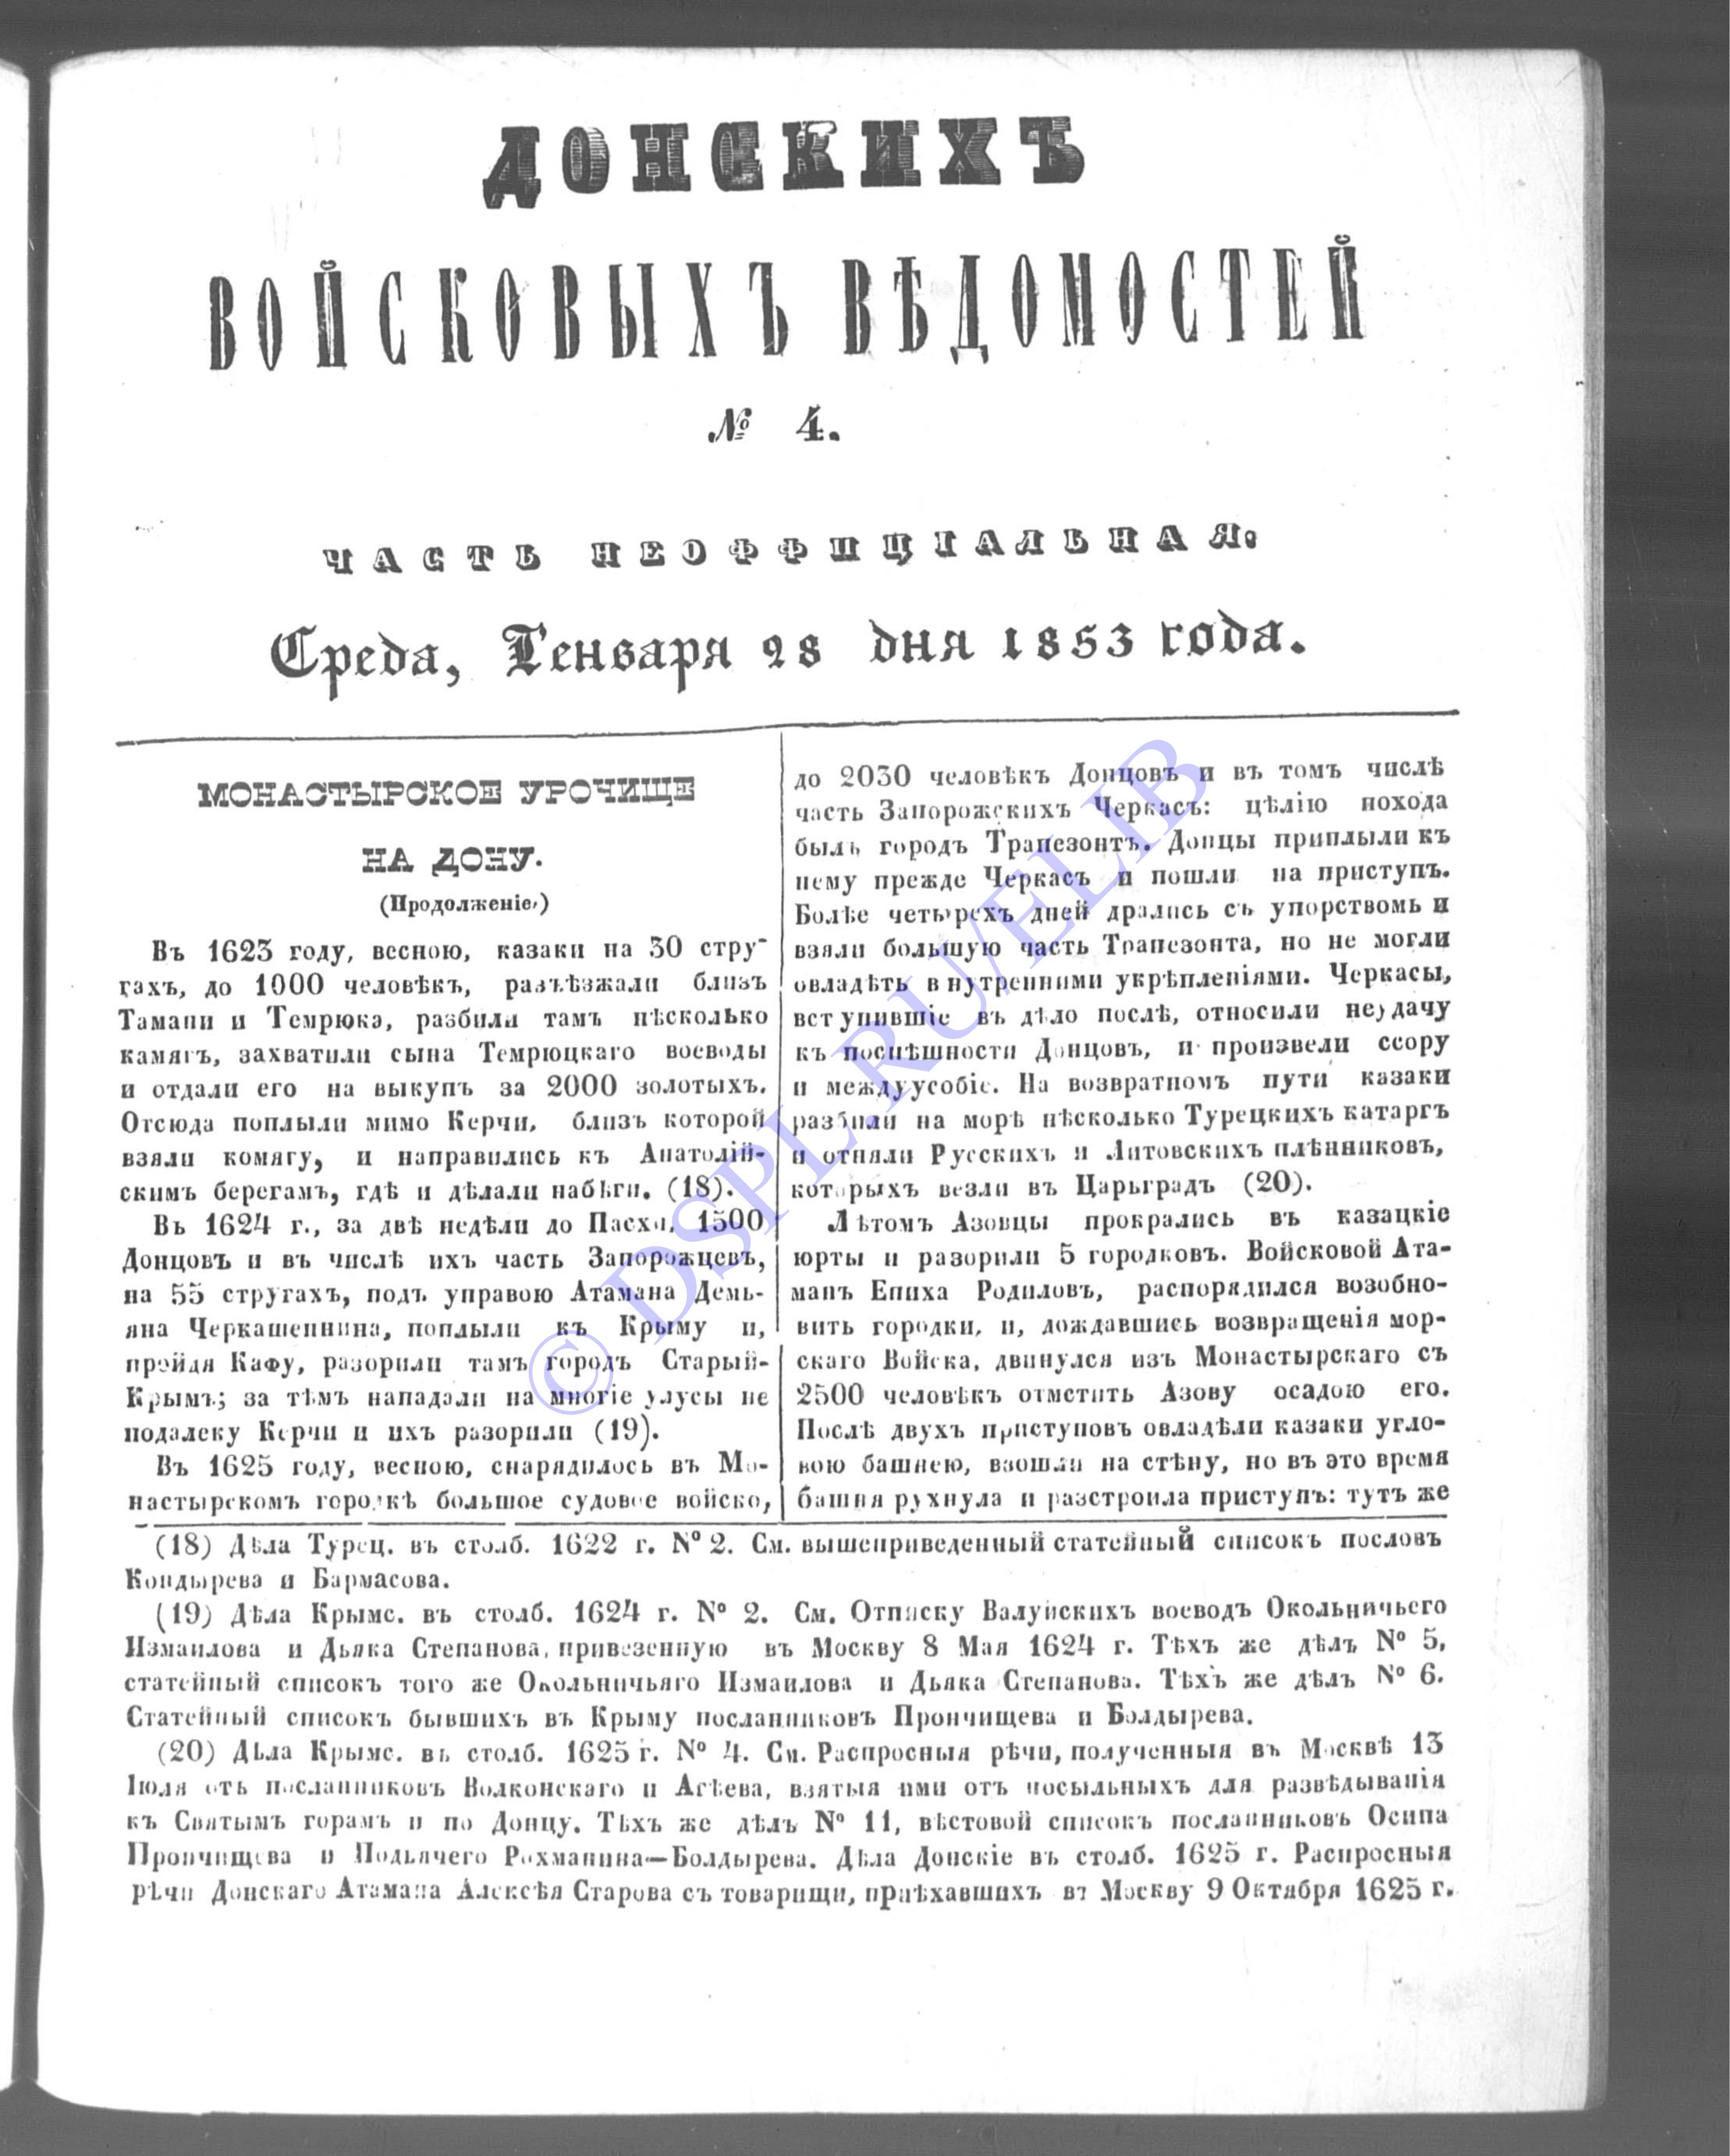 ДОНСКИХЪ
ВОЙСКОВЫХЪ ВѢДОМОСТЕЙ
№ 4.
ЧАСТЬ НЕОФФИЦІАЛЬНАЯ.
Среда, Генваря 28 дня 1853 года.
МОНАСТЫРСКОЕ УРОЧИЩЕ
НА ДОНУ.
(Продолженіе.)
Въ 1623 году, весною, казаки на 30 стру-
гахъ, до 1000 человѣкъ, разъѣзжали близъ
Тамани и Темрюка, разбили тамъ нѣсколько
камягъ, захватили сына Темрюцкаго воеводы
и отдали его на выкупъ за 2000 золотыхъ.
Отсюда поплыли мимо Керчи, близъ которой
взяли комягу, и направились къ Анатолій-
скимъ берегамъ, гдѣ и дѣлали набѣги. (18).
Въ 1624 г., за двѣ недѣли до Пасхи, 1500
Донцовъ и въ числѣ ихъ часть Запорожцевъ,
на 55 стругахъ, подъ управою Атамана Демь-
яна Черкашеннина, поплыли къ Крыму и,
пройдя Кафу, разорили тамъ городъ Старый-
Крымъ; за тѣмъ нападали на многіе улусы не
подалеку Керчи и ихъ разорили (19).
Въ 1625 году, весною, снарядилось въ Мо-
настырскомъ городкѣ большое судовое войско,
до 2030 человѣкъ Донцовъ и въ томъ числѣ
часть Запорожскихъ Черкасъ: цѣлію похода
былъ городъ Трапезонтъ. Донцы приплыли къ
нему прежде Черкасъ и пошли на приступъ.
Болѣе четырехъ дней дрались съ упорствомъ и
взяли большую часть Трапезонта, но не могли
овладѣть внутренними укрѣпленіями. Черкасы,
вступившіе въ дѣло послѣ, относили неудачу
къ поспѣшности Донцовъ, и произвели ссору
и междуусобіе. На возвратномъ пути казаки
разбили на морѣ нѣсколько Турецкихъ катаргъ
и отняли Русскихъ и Литовскихъ плѣнниковъ,
которыхъ везли въ Царьградъ (20).
Лѣтомъ Азовцы прокрались въ казацкіе
юрты и разорили 5 городковъ. Войсковой Ата-
манъ Епиха Родиловъ, распорядился возобно-
вить городки, и, дождавшись возвращенія мор-
скаго Войска, двинулся изъ Монастырскаго съ
2500 человѣкъ отмстить Азову осадою его.
Послѣ двухъ приступовъ овладѣли казаки угло-
вою башнею, взошли на стѣну, но въ это время
башня рухнула и разстроила приступъ: тутъ же
(18) Дѣла Турец. въ столб. 1622 г. № 2. См. вышеприведенный статейный списокъ пословъ
Кондырева и Бармасова.
(19) Дѣла Крымс. въ столб. 1624 г. № 2. См. Отписку Валуйскихъ воеводъ Окольничьего
Измаилова и Дьяка Степанова, привезенную въ Москву 8 Мая 1624 г. Тѣхъ же дѣлъ № 5,
статейный списокъ того же Окольничьяго Измаилова и Дьяка Степанова. Тѣхъ же дѣлъ № 6.
Статейный списокъ бывшихъ въ Крыму посланниковъ Прончищева и Болдырева.
(20) Дѣла Крымс. въ столб. 1625 г. № 4. См. Распросныя рѣчи, полученныя въ Москвѣ 13
Іюля отъ посланниковъ Волконскаго и Агѣева, взятыя ими отъ посыльныхъ для развѣдыванія
къ Святымъ горамъ и по Донцу. Тѣхъ же дѣлъ № 11, вѣстовой списокъ посланниковъ Осипа
Прончищева и Подьячего Рохманина—Болдырева. Дѣла Донскіе въ столб. 1625 г. Распросныя
рѣчи Донскаго Атамана Алексѣя Старова съ товарищи, пріѣхавшихъ въ Москву 9 Октября 1625 г.
© DSPL.RU/ELIB